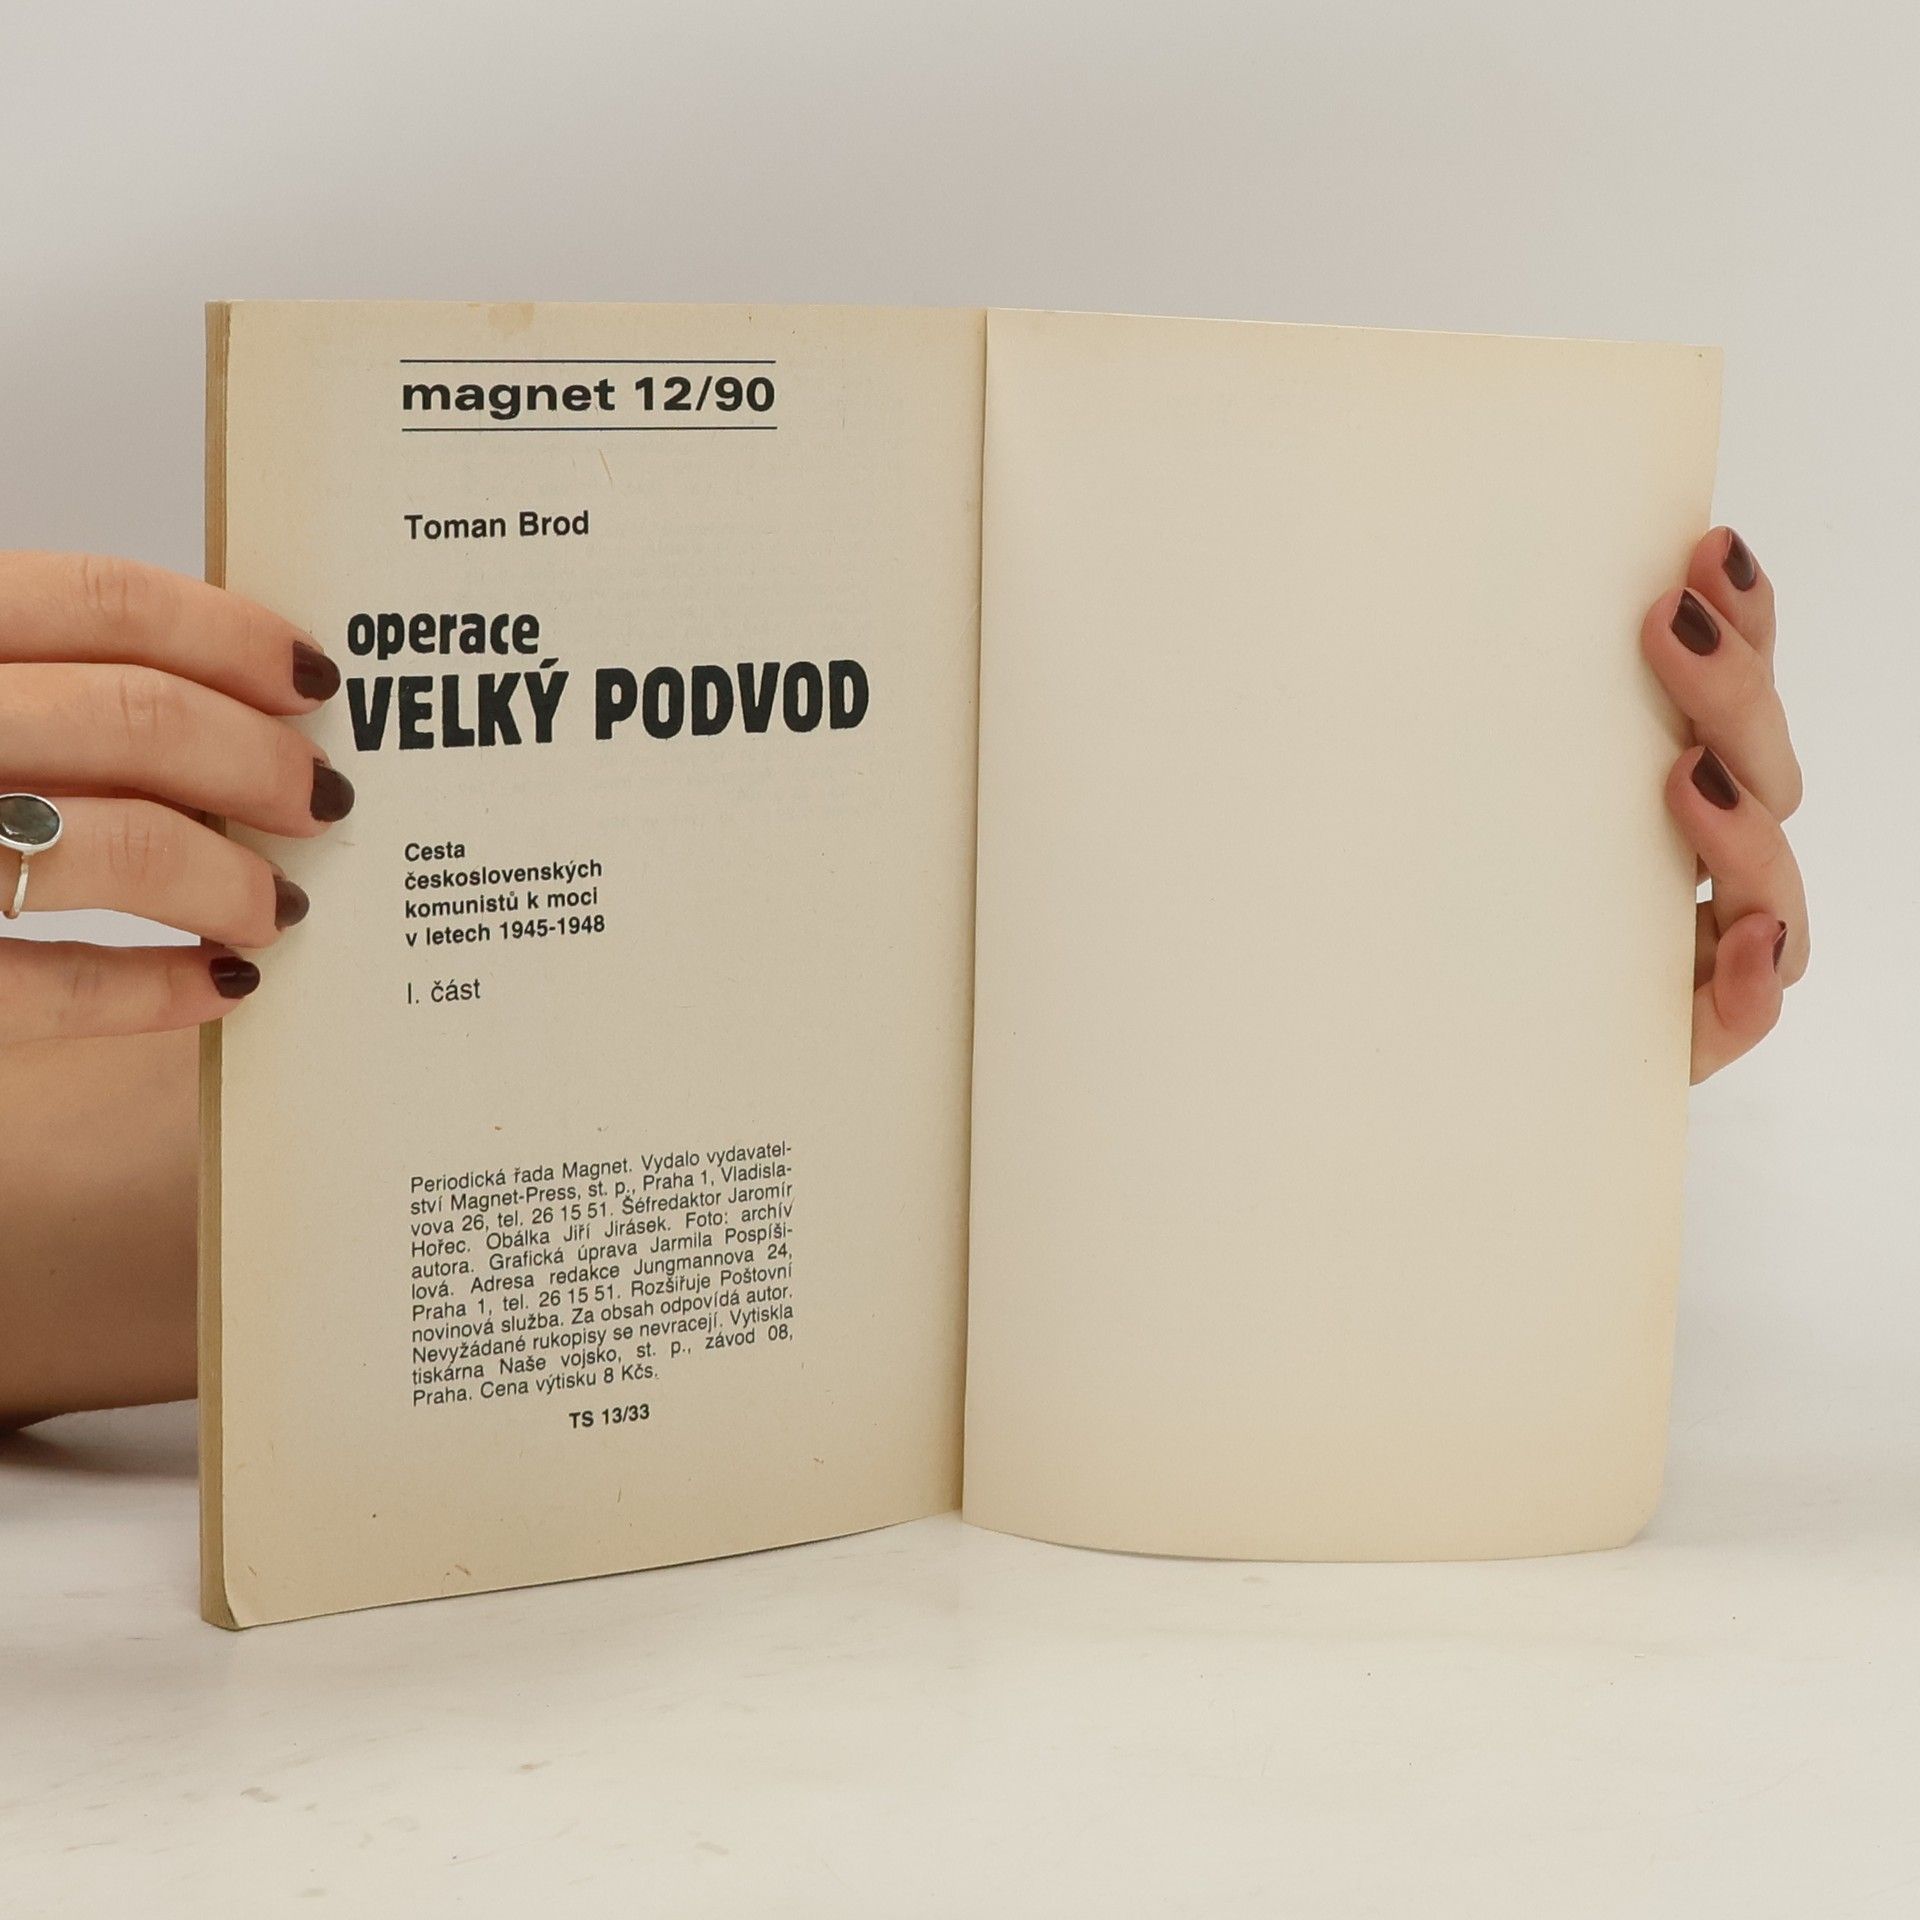 magnet 12/90
Toman Brod
operace
VELKÝ PODVOD
Cesta
československých
komunistů k moci
v letech 1945-1948
I. část
Periodická řada Magnet. Vydalo vydavatel-
ství Magnet-Press, st. p., Praha 1, Vladisla-
vova 26, tel. 26 15 51. Šéfredaktor Jaromír
Hořec. Obálka Jiří Jirásek. Foto: archív
autora. Grafická úprava Jarmila Pospíši-
lová. Adresa redakce Jungmannova 24,
Praha 1, tel. 26 15 51. Rozšiřuje Poštovní
novinová služba. Za obsah odpovídá autor.
Nevyžádané rukopisy se nevracejí. Vytiskla
tiskárna Naše vojsko, st. p., závod 08,
Praha. Cena výtisku 8 Kčs.
TS 13/33